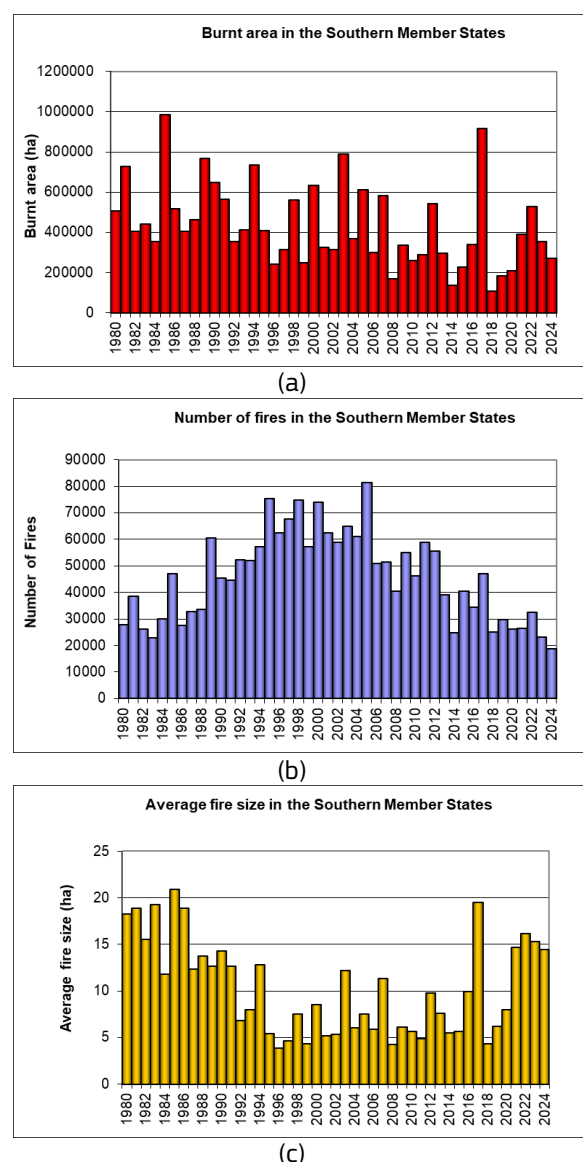 Burnt area in the Southern Member States
1200000
1000000
800000
600000
400000
200000
0
Burnt area (ha)
1980 1982 1984 1986 1988 1990 1992 1994 1996 1998 2000 2002 2004 2006 2008 2010 2012 2014 2016 2018 2020 2022 2024
(a)
Number of fires in the Southern Member States
90000
80000
70000
60000
50000
40000
30000
20000
10000
0
Number of Fires
1980 1982 1984 1986 1988 1990 1992 1994 1996 1998 2000 2002 2004 2006 2008 2010 2012 2014 2016 2018 2020 2022 2024
(b)
Average fire size in the Southern Member States
25
20
15
10
5
0
Average fire size (ha)
1980 1982 1984 1986 1988 1990 1992 1994 1996 1998 2000 2002 2004 2006 2008 2010 2012 2014 2016 2018 2020 2022 2024
(c)